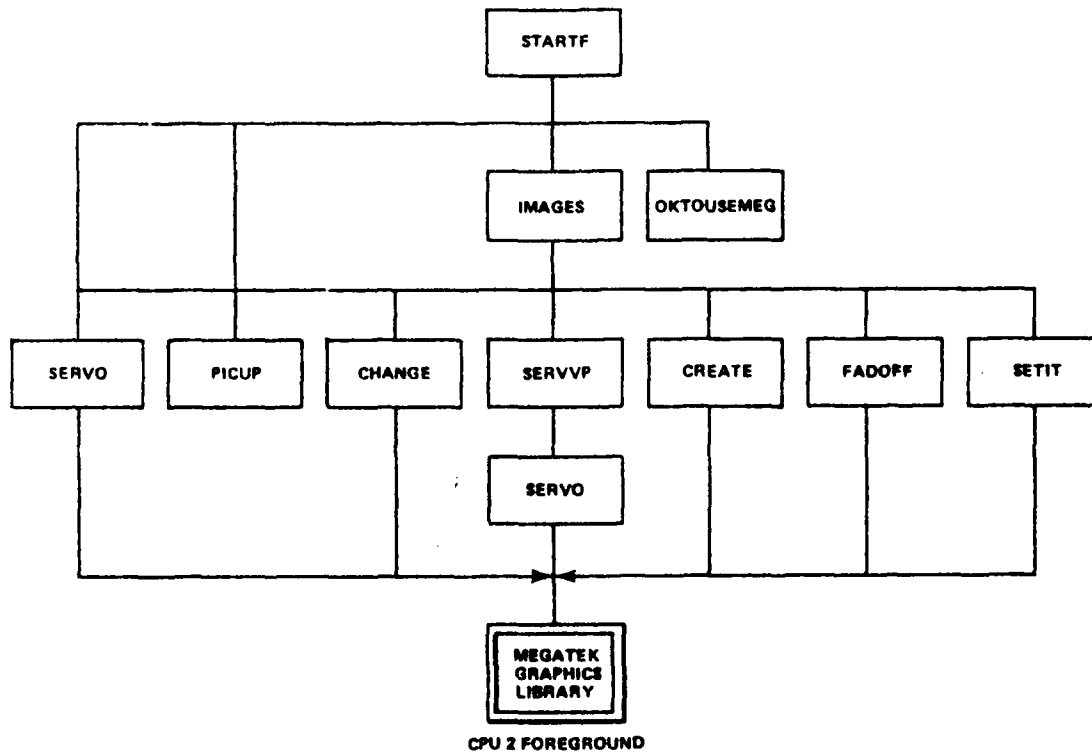 STARTF
IMAGES
OKTOUSEMEG
SERVO
PICUP
CHANGE
SERVVP
CREATE
FADOFF
SETIT
SERVO
MEGATEK
GRAPHICS
LIBRARY
CPU 2 FOREGROUND